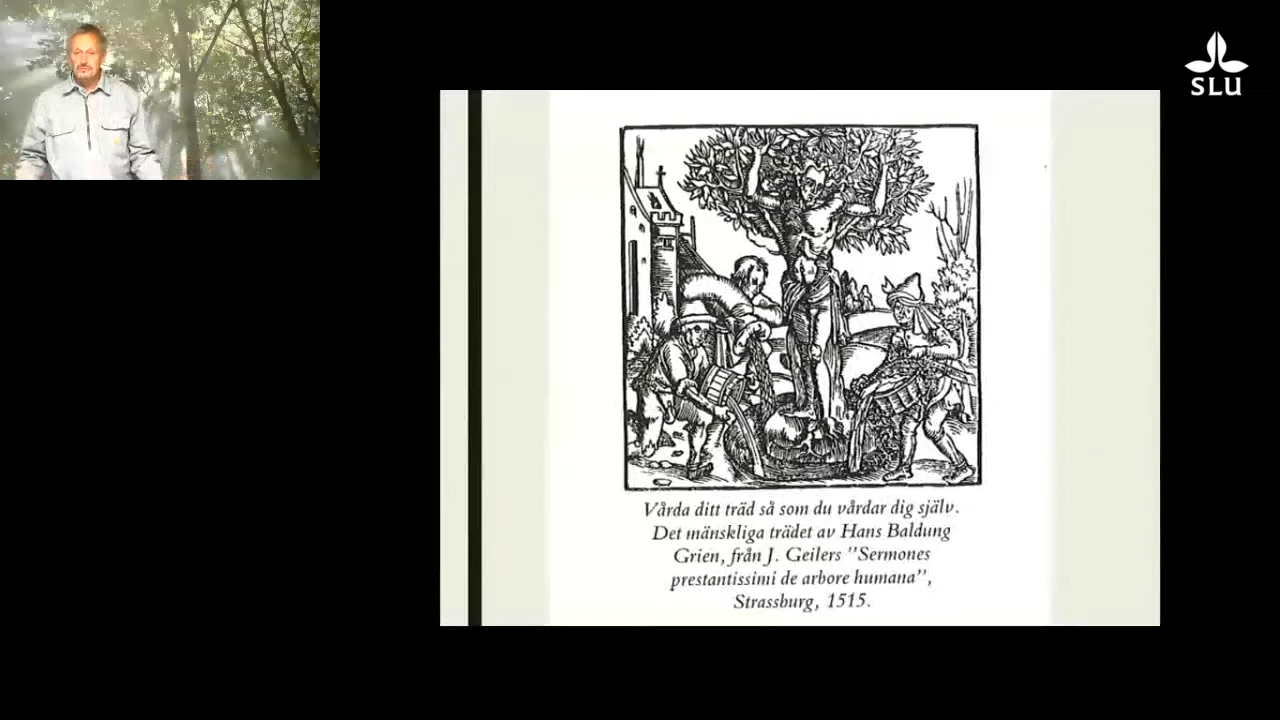 SLU
Vårda ditt träd så som du vårdar dig själv.
Det mänskliga trädet av Hans Baldung
Grien, från J. Geilers "Sermones
prestantissimi de arbore humana",
Strassburg, 1515.